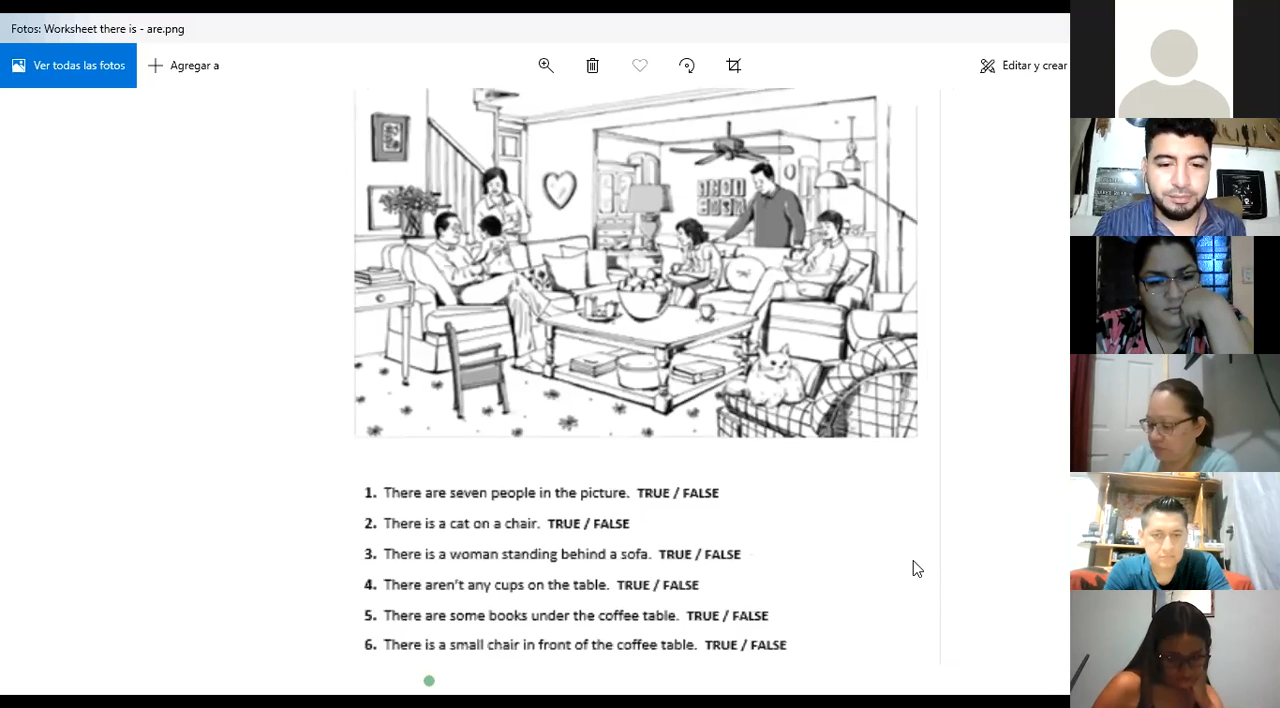 Fotos: Worksheet there is - are.png
Ver todas las fotos
Agregar a
Editar y crear
1. There are seven people in the picture. TRUE / FALSE
2. There is a cat on a chair. TRUE / FALSE
3. There is a woman standing behind a sofa. TRUE / FALSE
4. There aren't any cups on the table. TRUE / FALSE
5. There are some books under the coffee table. TRUE / FALSE
6. There is a small chair in front of the coffee table. TRUE / FALSE